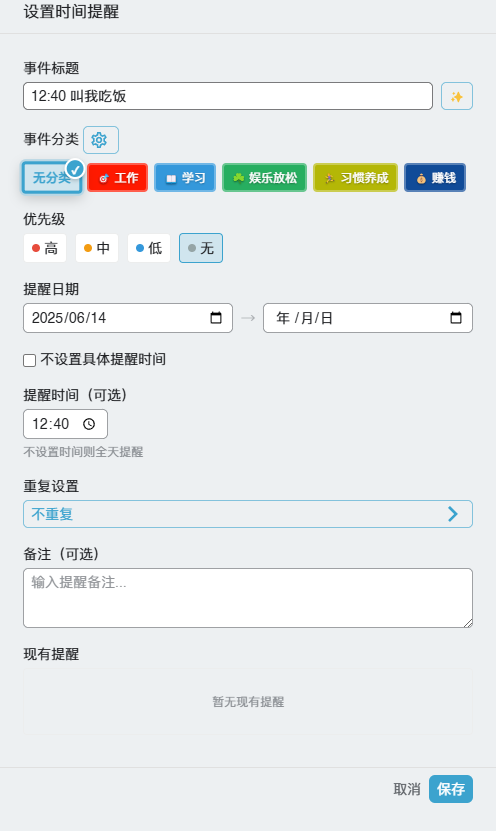 设置时间提醒
事件标题
12:40 叫我吃饭
事件分类
无分类 工作 学习 娱乐放松 习惯养成 赚钱
优先级
高 中 低 无
提醒日期
2025/06/14 → 年 /月/日
不设置具体提醒时间
提醒时间（可选）
12:40
不设置时间则全天提醒
重复设置
不重复
备注（可选）
输入提醒备注...
现有提醒
暂无现有提醒
取消 保存